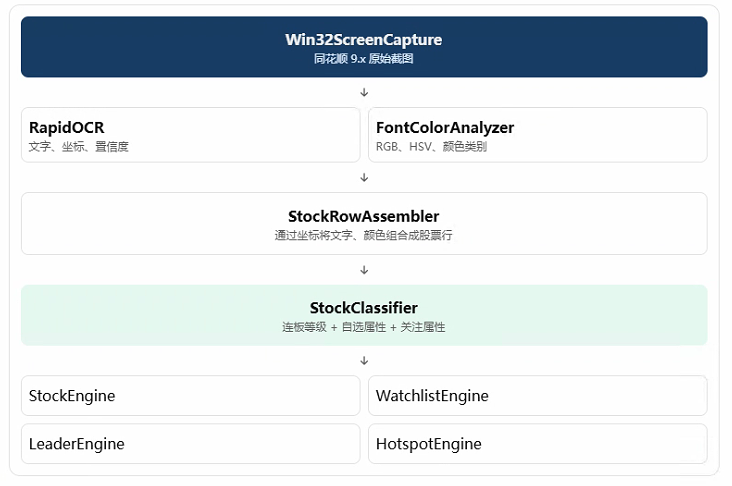 Win32ScreenCapture
同花顺 9.x 原始截图
↓
RapidOCR
文字、坐标、置信度
FontColorAnalyzer
RGB、HSV、颜色类别
↓
StockRowAssembler
通过坐标将文字、颜色组合成股票行
↓
StockClassifier
连板等级 + 自选属性 + 关注属性
↓
StockEngine
WatchlistEngine
LeaderEngine
HotspotEngine